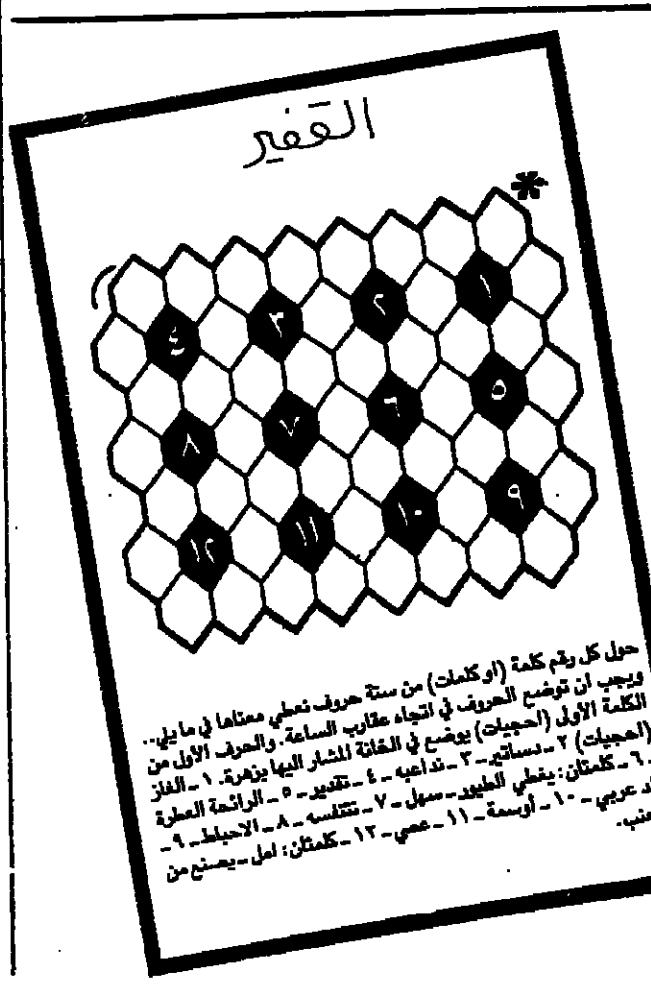 القفير
*
١
٢
٣
٤
٥
٦
٧
٨
٩
١٠
١١
١٢
حول كل رقم كلمة (او كلمات) من ستة حروف نعطي معناها في ما يلي..
ويجب ان توضع الحروف في اتجاه عقارب الساعة. والحرف الأول من
الكلمة الأولى (احجيات) يوضع في الخانة المشار اليها بزهرة. ١ - الغاز
(احجيات) ٢ - دساتير - ٣ - تداعبه - ٤ - تقدير - ٥ - الرائحة العطرة
٦ - كلمتان: يغطي الطيور - سهل - ٧ - تتنفسه - ٨ - الاحباط - ٩ -
عربي - ١٠ - أوسمة - ١١ - عصي - ١٢ - كلمتان: امل - يصنع من